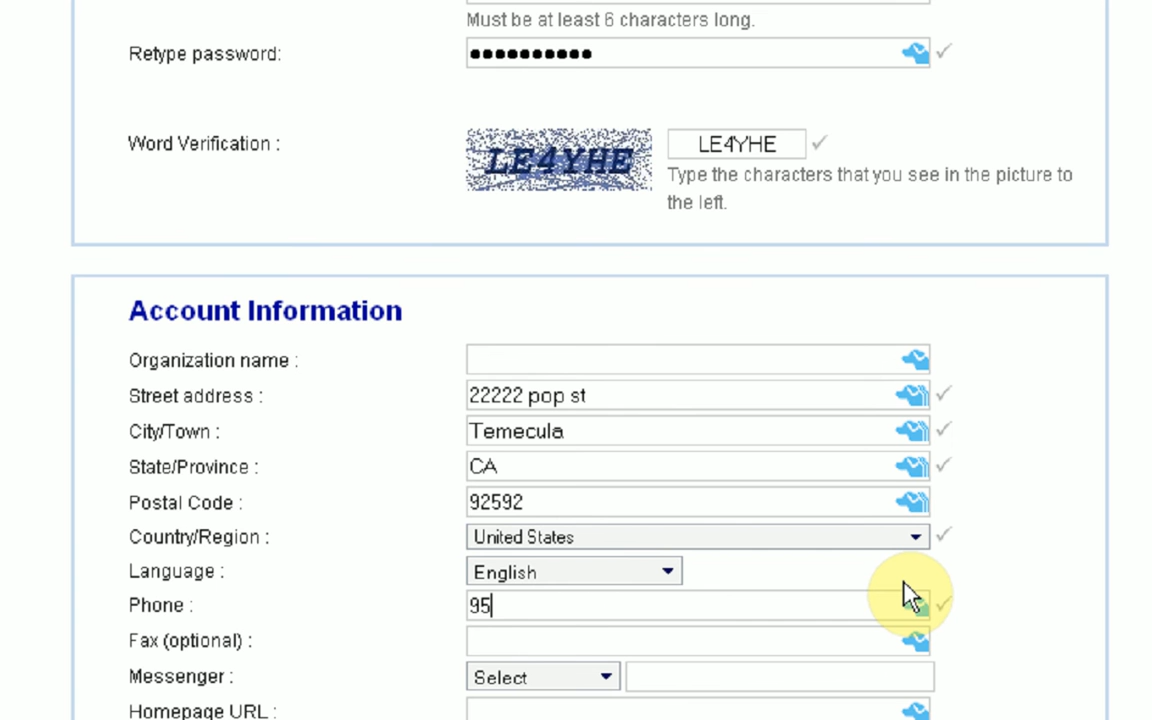 Must be at least 6 characters long.
Retype password: ●●●●●●●●●●
Word Verification : LE4YHE LE4YHE
Type the characters that you see in the picture to
the left.
Account Information
Organization name :
Street address : 22222 pop st
City/Town : Temecula
State/Province : CA
Postal Code : 92592
Country/Region : United States
Language : English
Phone : 95
Fax (optional) :
Messenger : Select
Homepage URL :